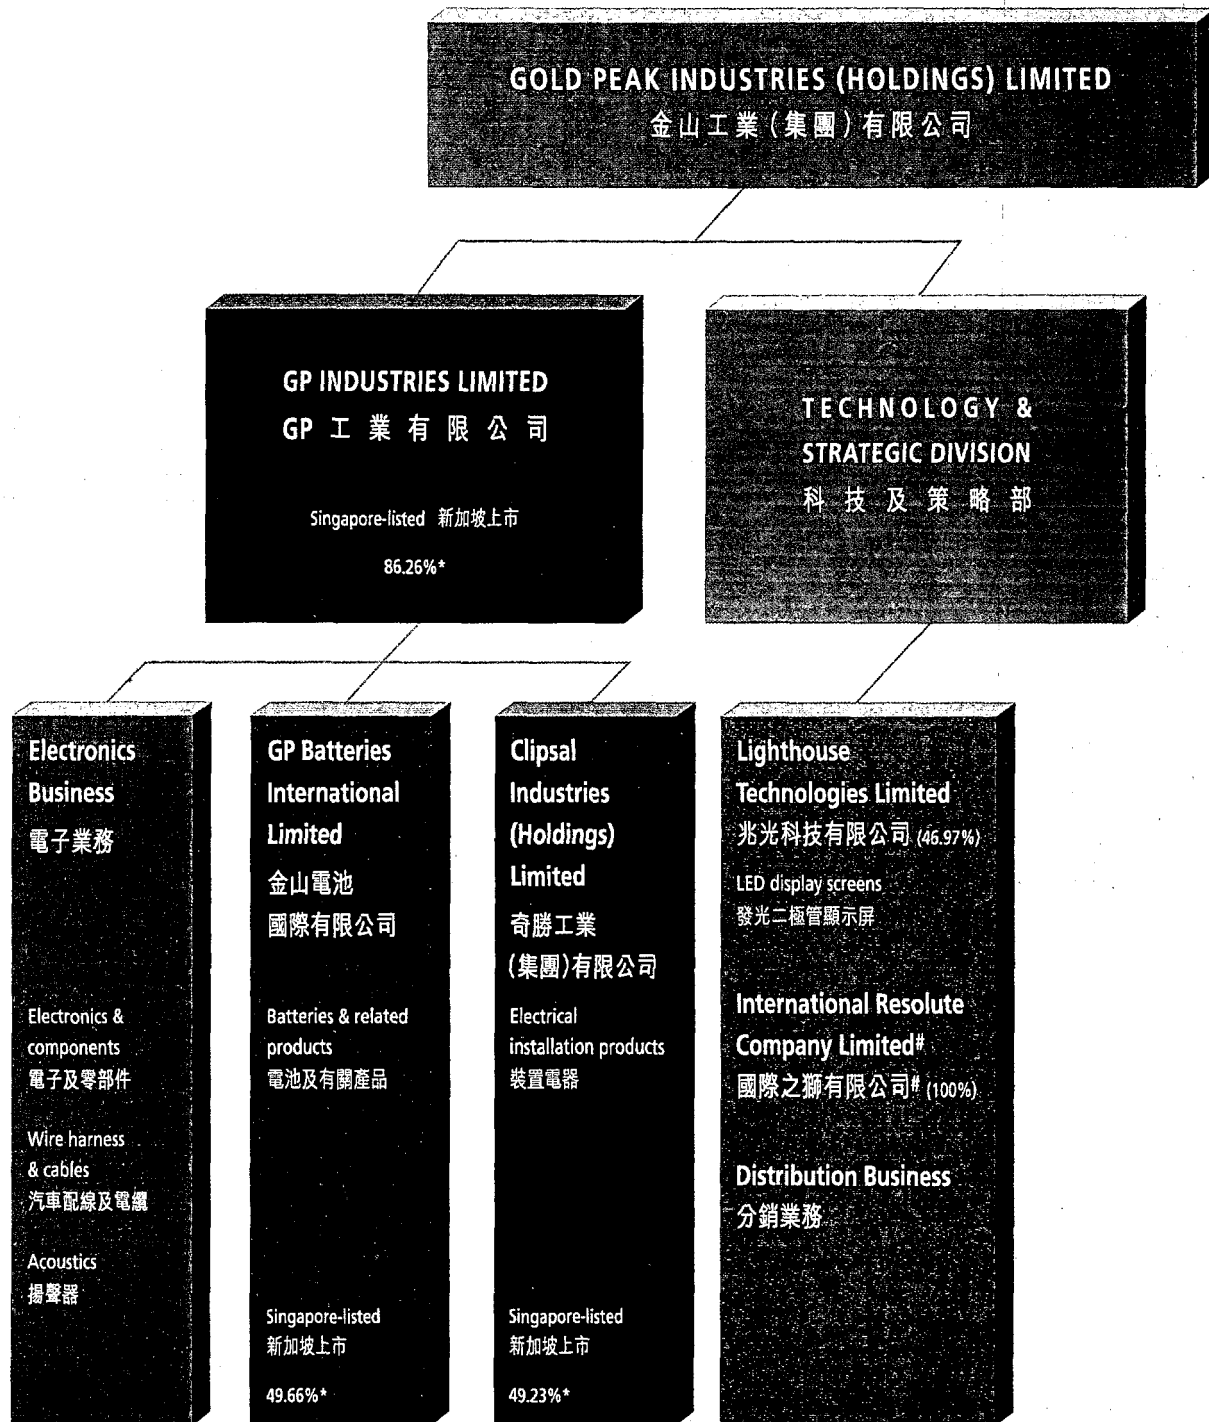 GOLD PEAK INDUSTRIES (HOLDINGS) LIMITED
金山工業(集團)有限公司
GP INDUSTRIES LIMITED
GP 工業有限公司
Singapore-listed 新加坡上市
86.26%*
TECHNOLOGY &
STRATEGIC DIVISION
科技及策略部
Electronics
Business
電子業務
Electronics &
components
電子及零部件
Wire harness
& cables
汽車配線及電纜
Acoustics
揚聲器
GP Batteries
International
Limited
金山電池
國際有限公司
Batteries & related
products
電池及有關產品
Singapore-listed
新加坡上市
49.66%*
Clipsal
Industries
(Holdings)
Limited
奇勝工業
(集團)有限公司
Electrical
installation products
裝置電器
Singapore-listed
新加坡上市
49.23%*
Lighthouse
Technologies Limited
兆光科技有限公司 (46.97%)
LED display screens
發光二極管顯示屏
International Resolute
Company Limited#
國際之獅有限公司# (100%)
Distribution Business
分銷業務